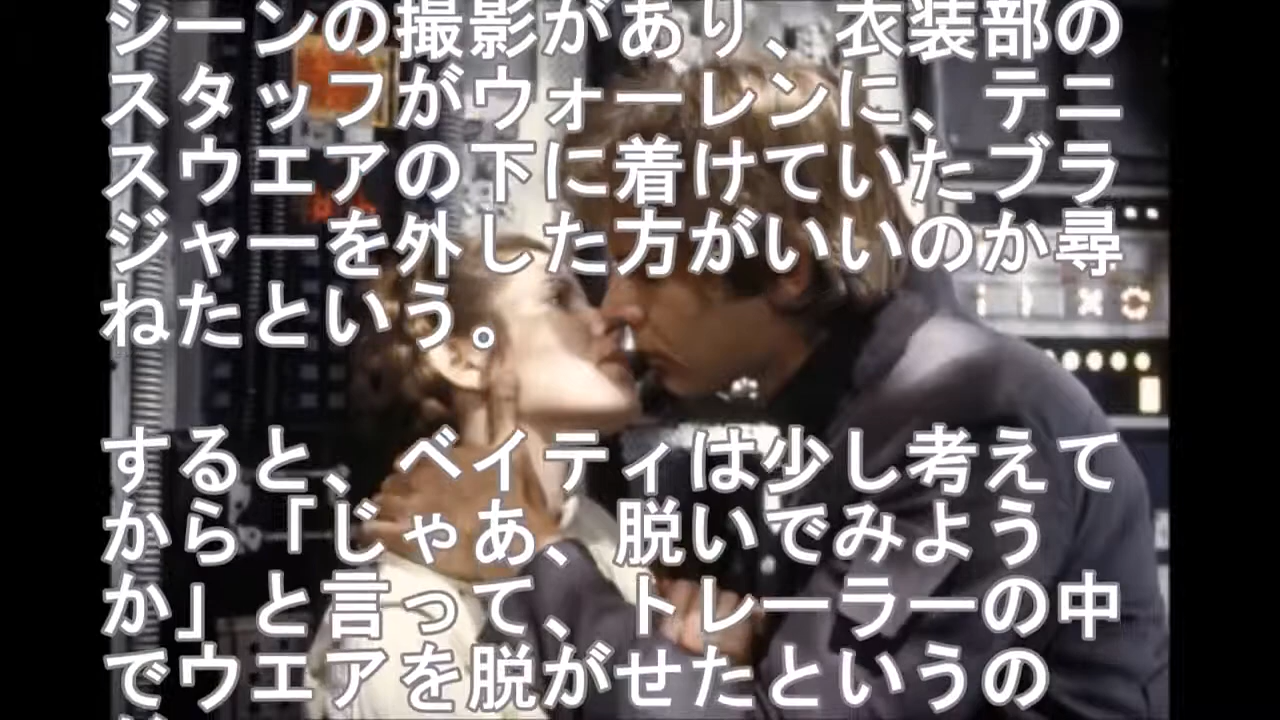 シーンの撮影があり、衣装部の
スタッフがウォーレンに、テニ
スウエアの下に着けていたブラ
ジャーを外した方がいいのか尋
ねたという。
すると、ベイティは少し考えて
から「じゃあ、脱いでみよう
か」と言って、トレーラーの中
でウエアを脱がせたというの